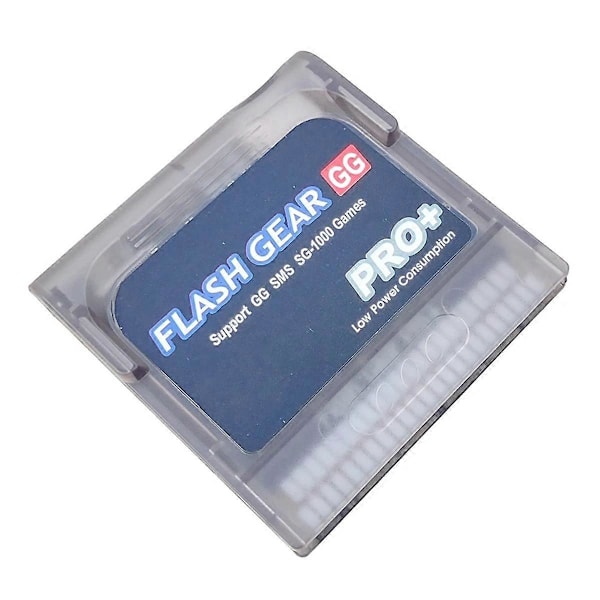 FLASH GEAR GG
Support GG SMS SG-1000 Games
PRO+
Low Power Consumption